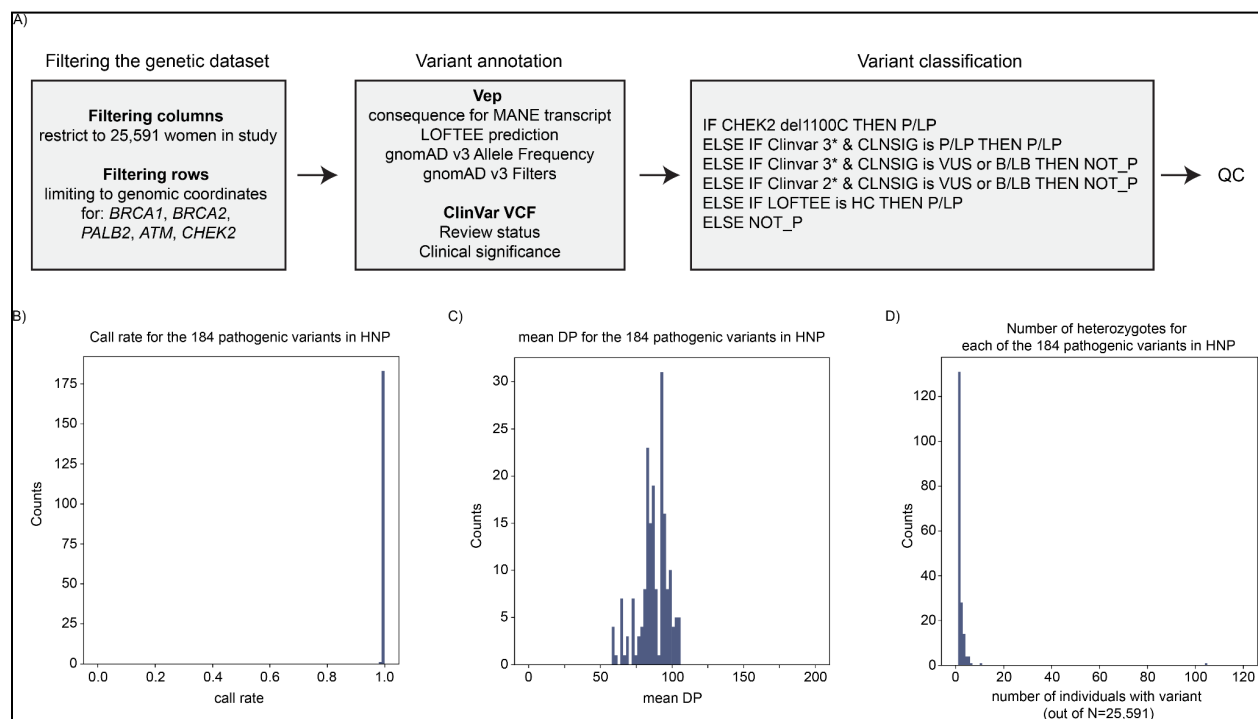 A)
Filtering the genetic dataset
Filtering columns
restrict to 25,591 women in study
Filtering rows
limiting to genomic coordinates
for: BRCA1, BRCA2,
PALB2, ATM, CHEK2
Variant annotation
Vep
consequence for MANE transcript
LOFTEE prediction
gnomAD v3 Allele Frequency
gnomAD v3 Filters
ClinVar VCF
Review status
Clinical significance
Variant classification
IF CHEK2 del1100C THEN P/LP
ELSE IF Clinvar 3* & CLNSIG is P/LP THEN P/LP
ELSE IF Clinvar 3* & CLNSIG is VUS or B/LB THEN NOT_P
ELSE IF Clinvar 2* & CLNSIG is VUS or B/LB THEN NOT_P
ELSE IF LOFTEE is HC THEN P/LP
ELSE NOT_P
QC
B)
Call rate for the 184 pathogenic variants in HNP
Counts
175
150
125
100
75
50
25
0
0.0 0.2 0.4 0.6 0.8 1.0
call rate
C)
mean DP for the 184 pathogenic variants in HNP
Counts
30
25
20
15
10
5
0
0 50 100 150 200
mean DP
D)
Number of heterozygotes for
each of the 184 pathogenic variants in HNP
Counts
120
100
80
60
40
20
0
0 20 40 60 80 100 120
number of individuals with variant
(out of N=25,591)